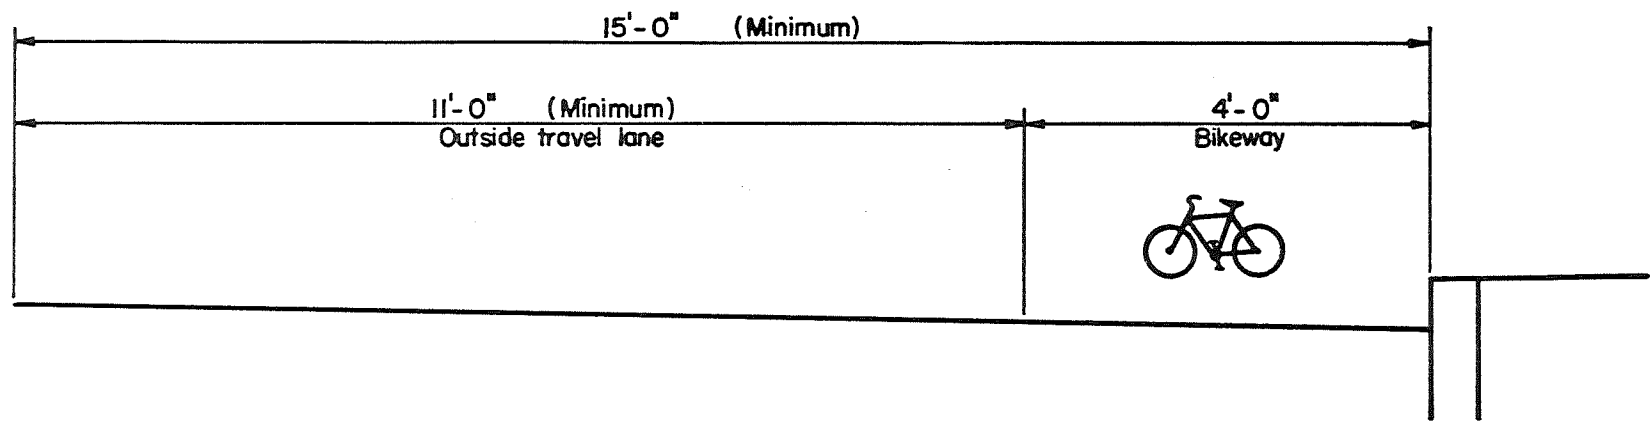 15'-0" (Minimum)
11'-0" (Minimum) 4'-0"
Outside travel lane Bikeway